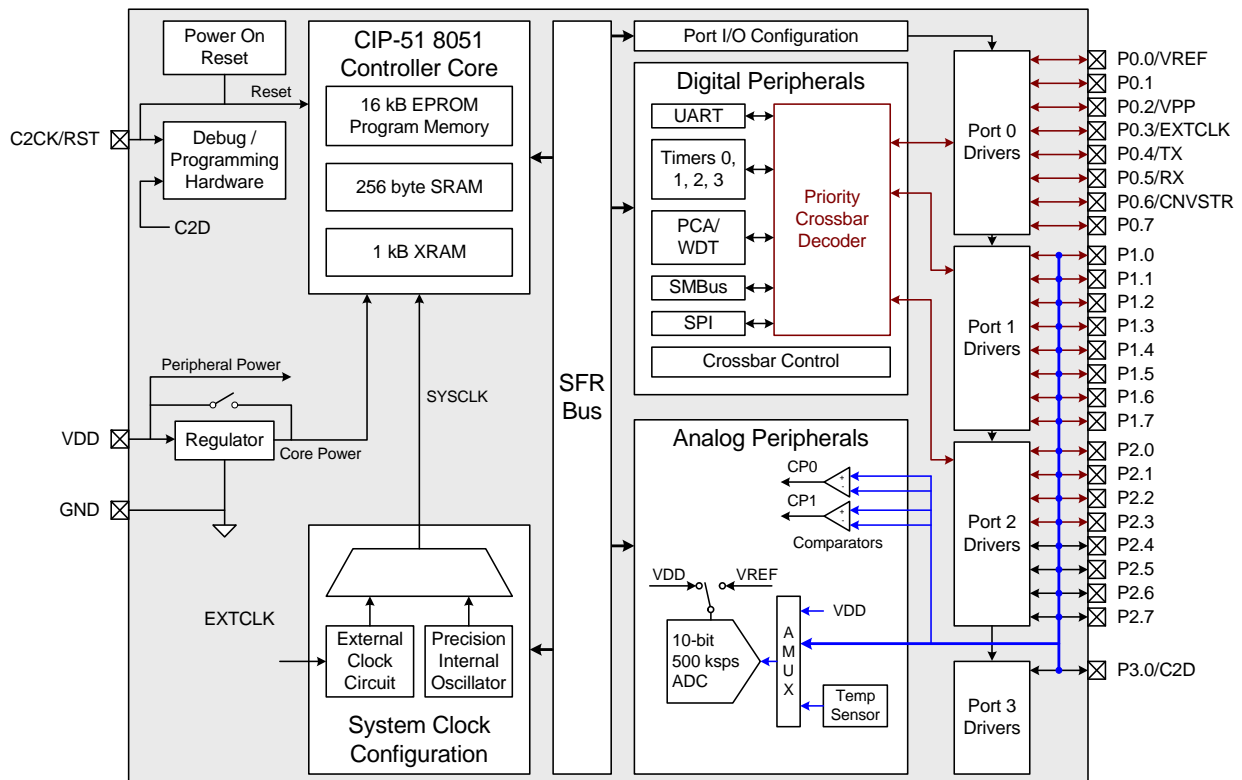 Power On
Reset
Reset
C2CK/RST
Debug /
Programming
Hardware
C2D
CIP-51 8051
Controller Core
16 kB EPROM
Program Memory
256 byte SRAM
1 kB XRAM
Peripheral Power
VDD
Regulator
Core Power
GND
SYSCLK
EXTCLK
External
Clock
Circuit
Precision
Internal
Oscillator
System Clock
Configuration
SFR
Bus
Port I/O Configuration
Digital Peripherals
UART
Timers 0,
1, 2, 3
PCA/
WDT
SMBus
SPI
Priority
Crossbar
Decoder
Crossbar Control
Analog Peripherals
CP0
+
-
CP1
+
-
Comparators
VDD
VREF
VDD
10-bit
500 ksps
ADC
AMUX
Temp
Sensor
Port 0
Drivers
Port 1
Drivers
Port 2
Drivers
Port 3
Drivers
P0.0/VREF
P0.1
P0.2/VPP
P0.3/EXTCLK
P0.4/TX
P0.5/RX
P0.6/CNVSTR
P0.7
P1.0
P1.1
P1.2
P1.3
P1.4
P1.5
P1.6
P1.7
P2.0
P2.1
P2.2
P2.3
P2.4
P2.5
P2.6
P2.7
P3.0/C2D